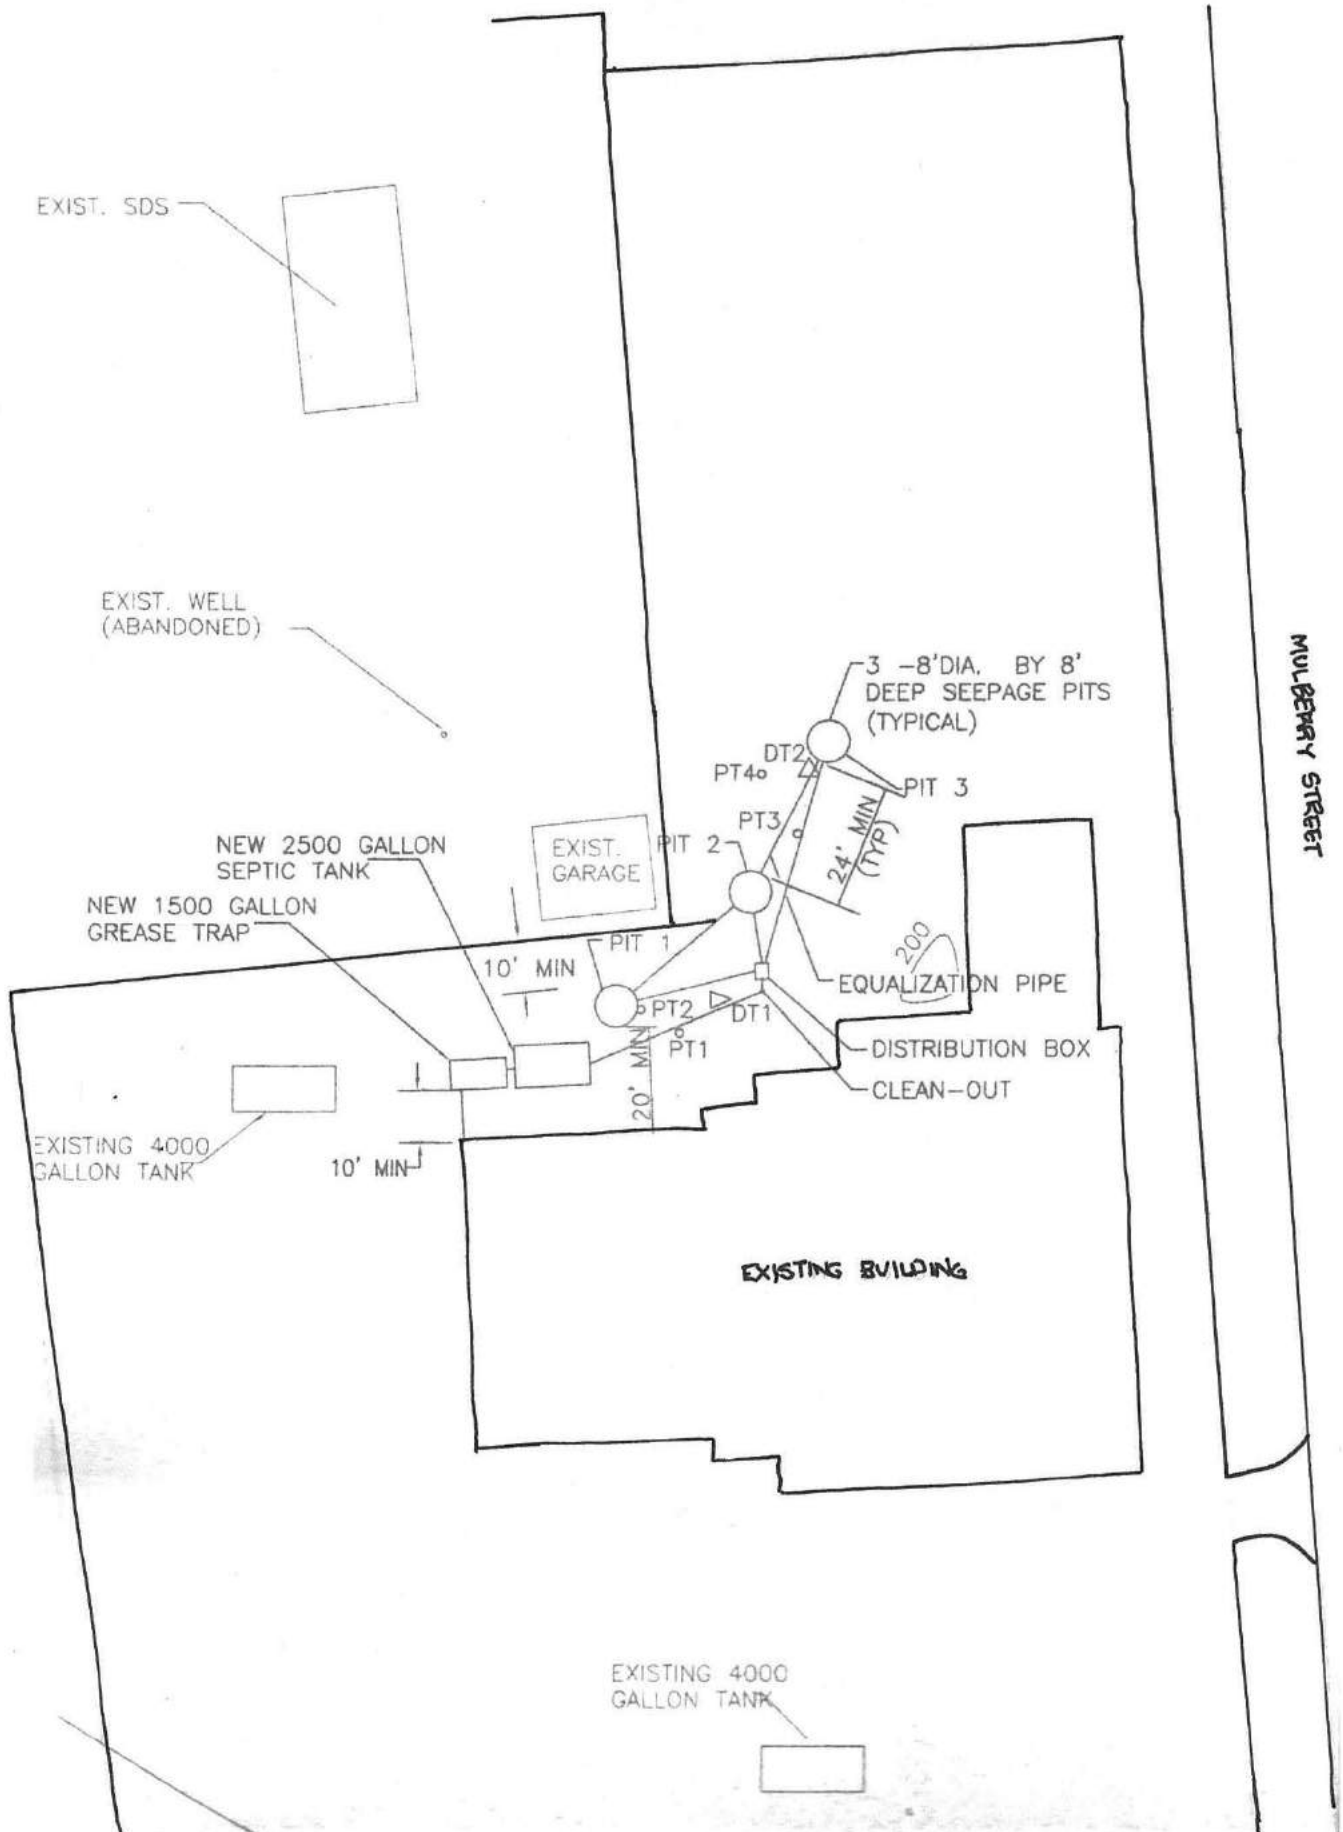 EXIST. SDS
EXIST. WELL
(ABANDONED)
3 -8'DIA. BY 8'
DEEP SEEPAGE PITS
(TYPICAL)
MULBERRY STREET
DT2
PT4
PIT 3
PT3
24' MIN
(TYP)
PIT 2
NEW 2500 GALLON
SEPTIC TANK
EXIST.
GARAGE
NEW 1500 GALLON
GREASE TRAP
PIT 1
10' MIN
200
EQUALIZATION PIPE
PT2
DT1
PT1
20' MIN
DISTRIBUTION BOX
CLEAN-OUT
EXISTING 4000
GALLON TANK
10' MIN
EXISTING BUILDING
EXISTING 4000
GALLON TANK